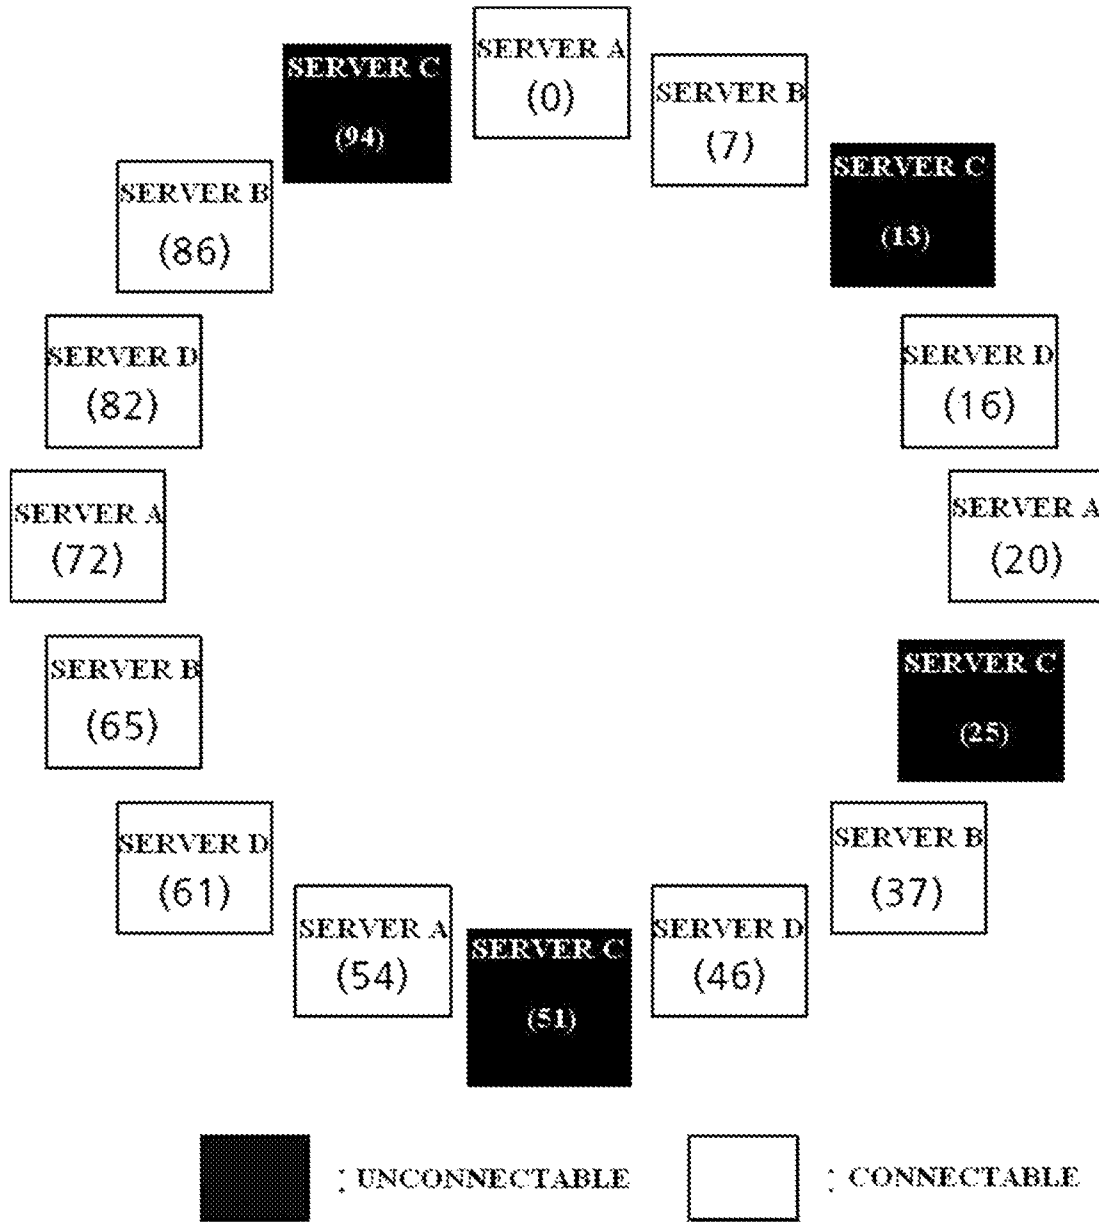 SERVER A
(0)
SERVER B
(7)
SERVER C
(13)
SERVER D
(16)
SERVER A
(20)
SERVER C
(25)
SERVER B
(37)
SERVER D
(46)
SERVER C
(51)
SERVER A
(54)
SERVER D
(61)
SERVER B
(65)
SERVER A
(72)
SERVER D
(82)
SERVER B
(86)
SERVER C
(94)
: UNCONNECTABLE
: CONNECTABLE